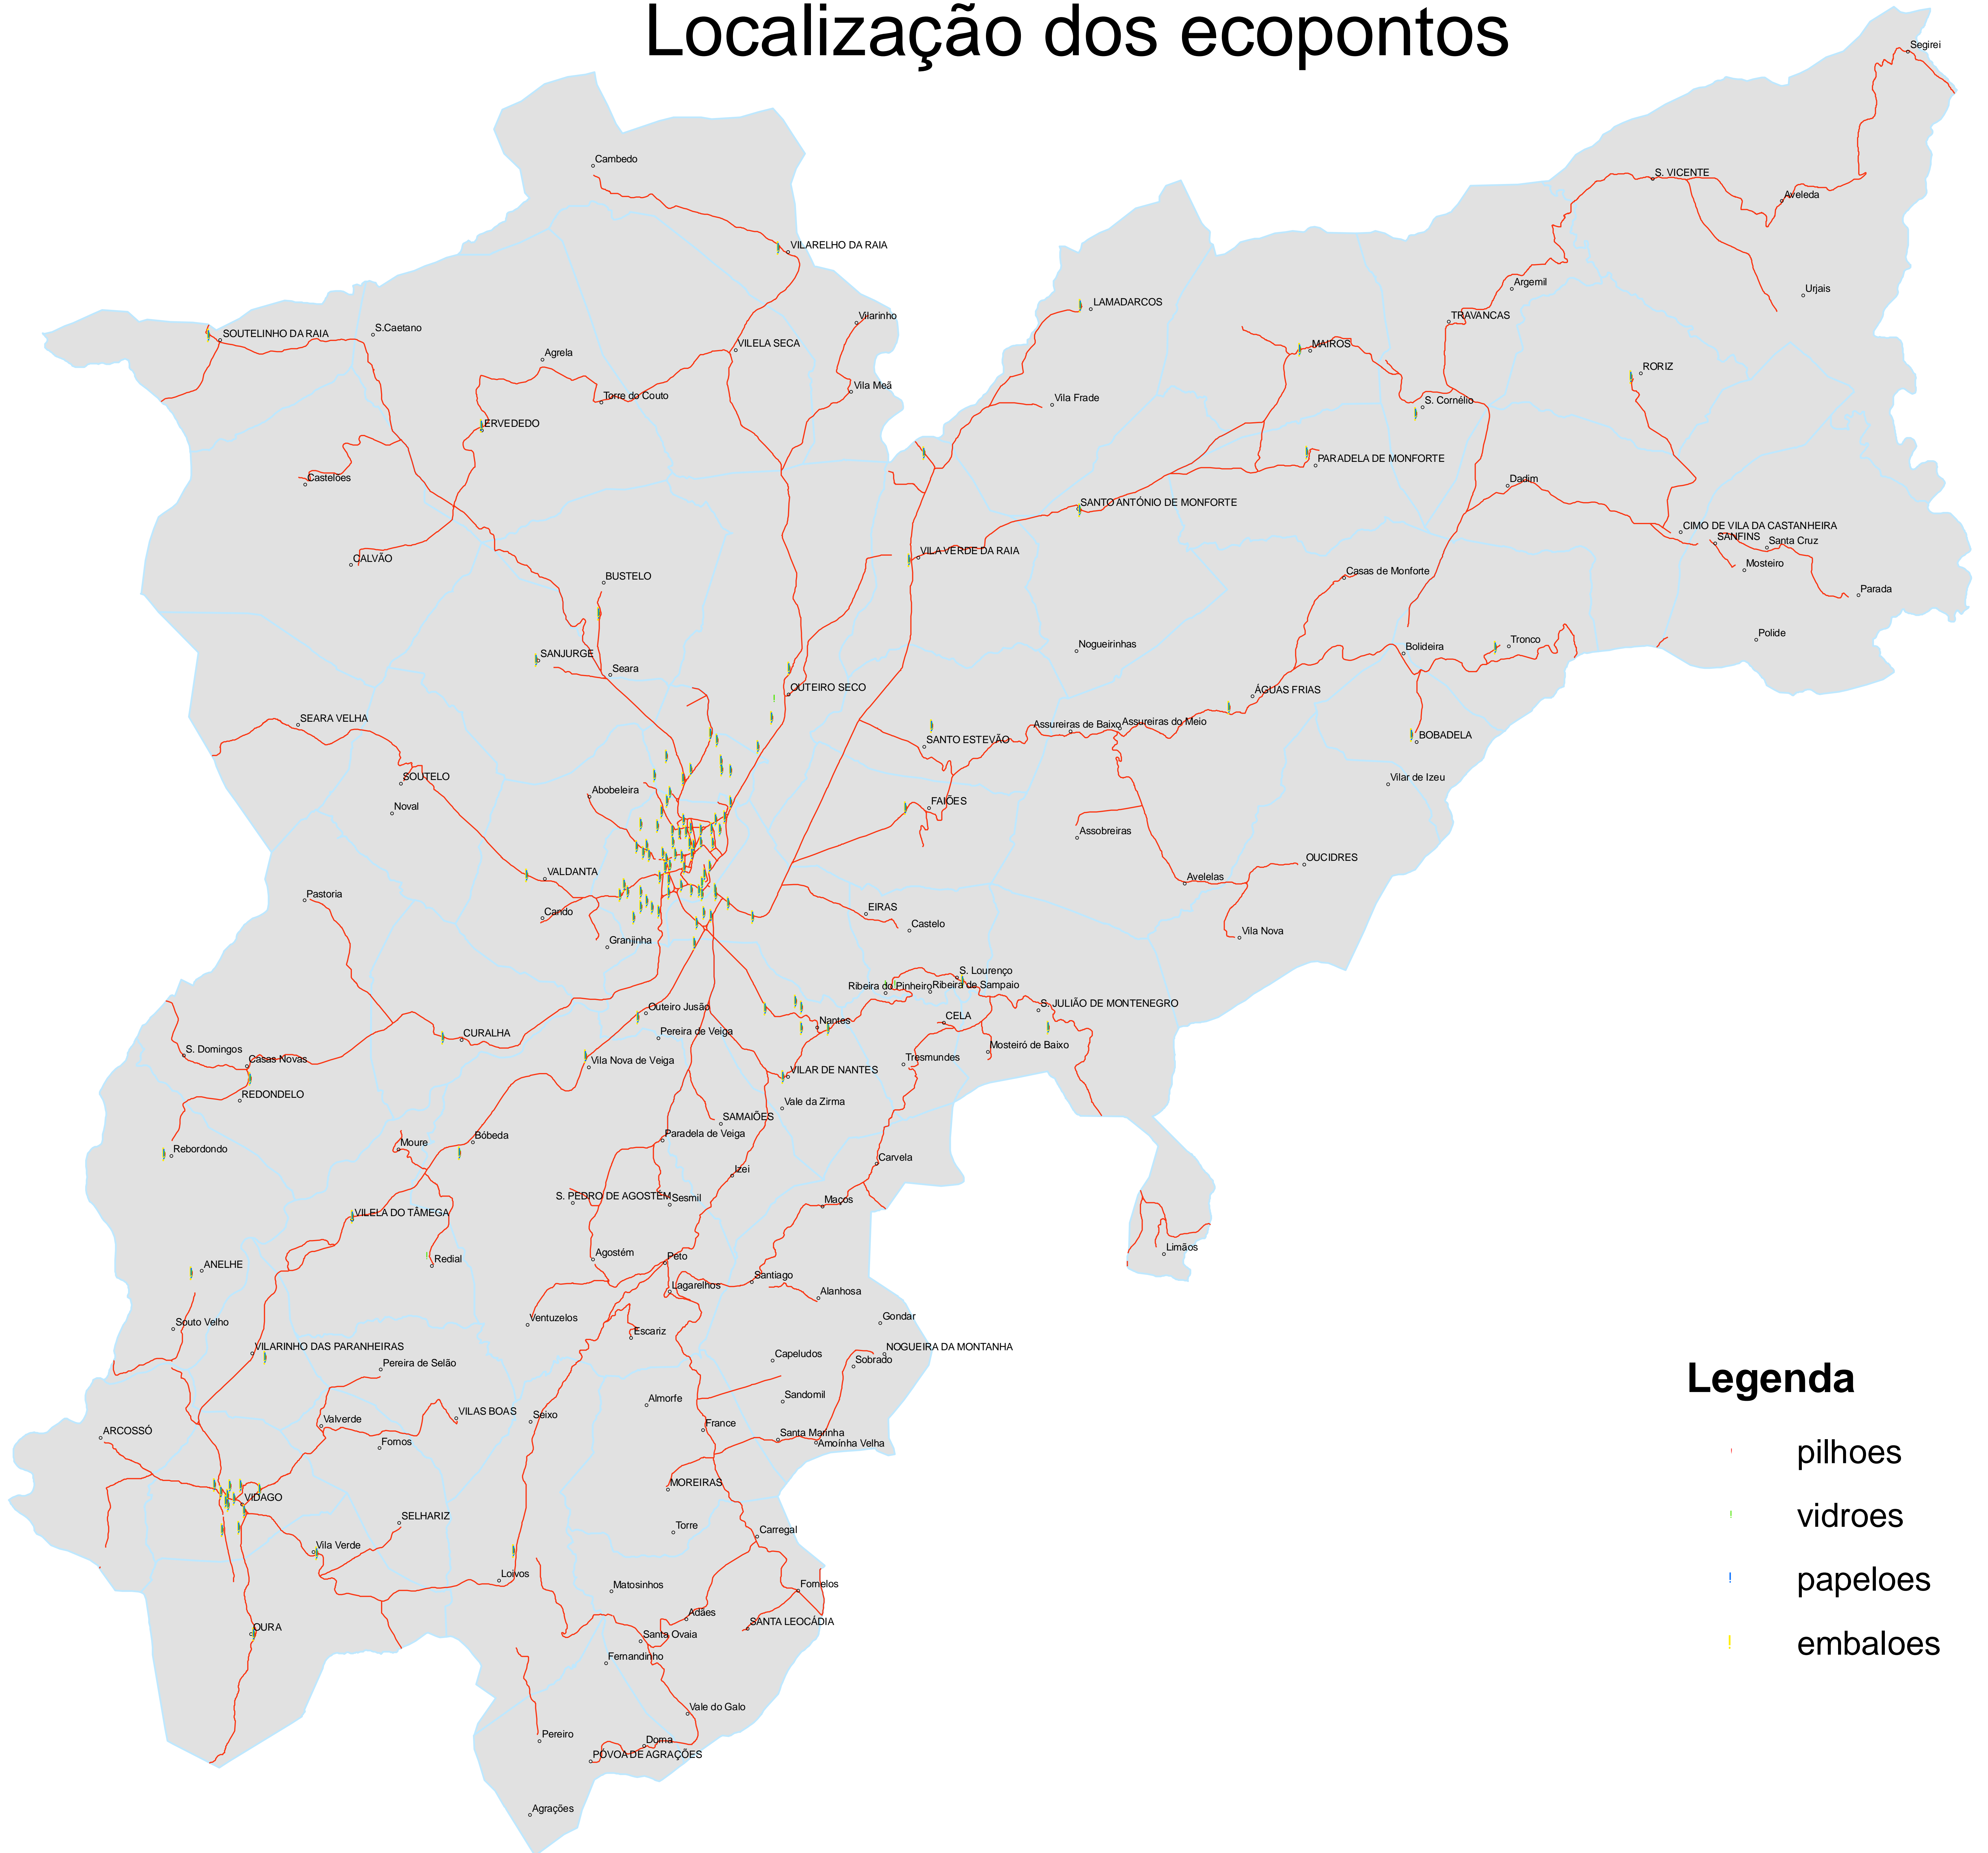 Localização dos ecopontos
Segirei
Cambedo
S. VICENTE
Aveleda
VILARELHO DA RAIA
Argemil
Urjais
LAMADARCOS
Vilarinho
TRAVANCAS
S.Caetano
SOUTELINHO DA RAIA
VILELA SECA
MAIROS
Agrela
RORIZ
Vila Meã
Torre do Couto
Vila Frade
S. Cornélio
ERVEDEDO
PARADELA DE MONFORTE
Casteloes
Dadim
SANTO ANTÓNIO DE MONFORTE
CIMO DE VILA DA CASTANHEIRA
SANFINS
Santa Cruz
VILA VERDE DA RAIA
CALVÃO
Mosteiro
Casas de Monforte
BUSTELO
Parada
Polide
Nogueirinhas
Bolideira
Tronco
SANJURGE
Seara
OUTEIRO SECO
ÁGUAS FRIAS
SEARA VELHA
Assureiras de Baixo
Assureiras do Meio
SANTO ESTEVÃO
BOBADELA
SOUTELO
Vilar de Izeu
Abobeleira
Noval
FAIÕES
Assobreiras
OUCIDRES
VALDANTA
Avelelas
Pastoria
Cando
EIRAS
Castelo
Vila Nova
Granjinha
S. Lourenço
Ribeira do Pinheiro
Ribeira de Sampaio
S. JULIÃO DE MONTENEGRO
Outeiro Jusão
CELA
Nantes
Pereira de Veiga
CURALHA
Mosteiró de Baixo
S. Domingos
Casas Novas
Vila Nova de Veiga
Tresmundes
VILAR DE NANTES
REDONDELO
Vale da Zirma
SAMAIÕES
Paradela de Veiga
Bóbeda
Moure
Rebordondo
Carvela
Izei
S. PEDRO DE AGOSTÉM
Sesmil
Maços
VILELA DO TÂMEGA
Limãos
Agostém
Peto
Redial
ANELHE
Santiago
Lagarelhos
Alanhosa
Ventuzelos
Gondar
Souto Velho
Escariz
VILARINHO DAS PARANHEIRAS
NOGUEIRA DA MONTANHA
Capeludos
Sobrado
Pereira de Selão
Legenda
Almorfe
Sandomil
VILAS BOAS
Seixo
Valverde
France
ARCOSSÓ
Santa Marinha
Amoínha Velha
Fornos
pilhoes
MOREIRAS
VIDAGO
SELHARIZ
vidroes
Torre
Carregal
Vila Verde
Loivos
papeloes
Matosinhos
Fornelos
Adães
SANTA LEOCÁDIA
OURA
Santa Ovaia
embaloes
Fernandinho
Vale do Galo
Pereiro
Dorna
PÓVOA DE AGRAÇÕES
Agrações